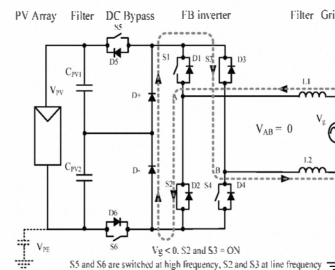 PV Array Filter DC Bypass FB inverter Filter Gri
S5
V_PV
D5
S1 D1 S3 D3
C_PV1
L1
D+
A
V_AB = 0
V_g
C_PV2
D-
S2 D2
B
S4 D4
L2
D6
V_PE
S6
Vg < 0. S2 and S3 = ON
S5 and S6 are switched at high frequency, S2 and S3 at line frequency